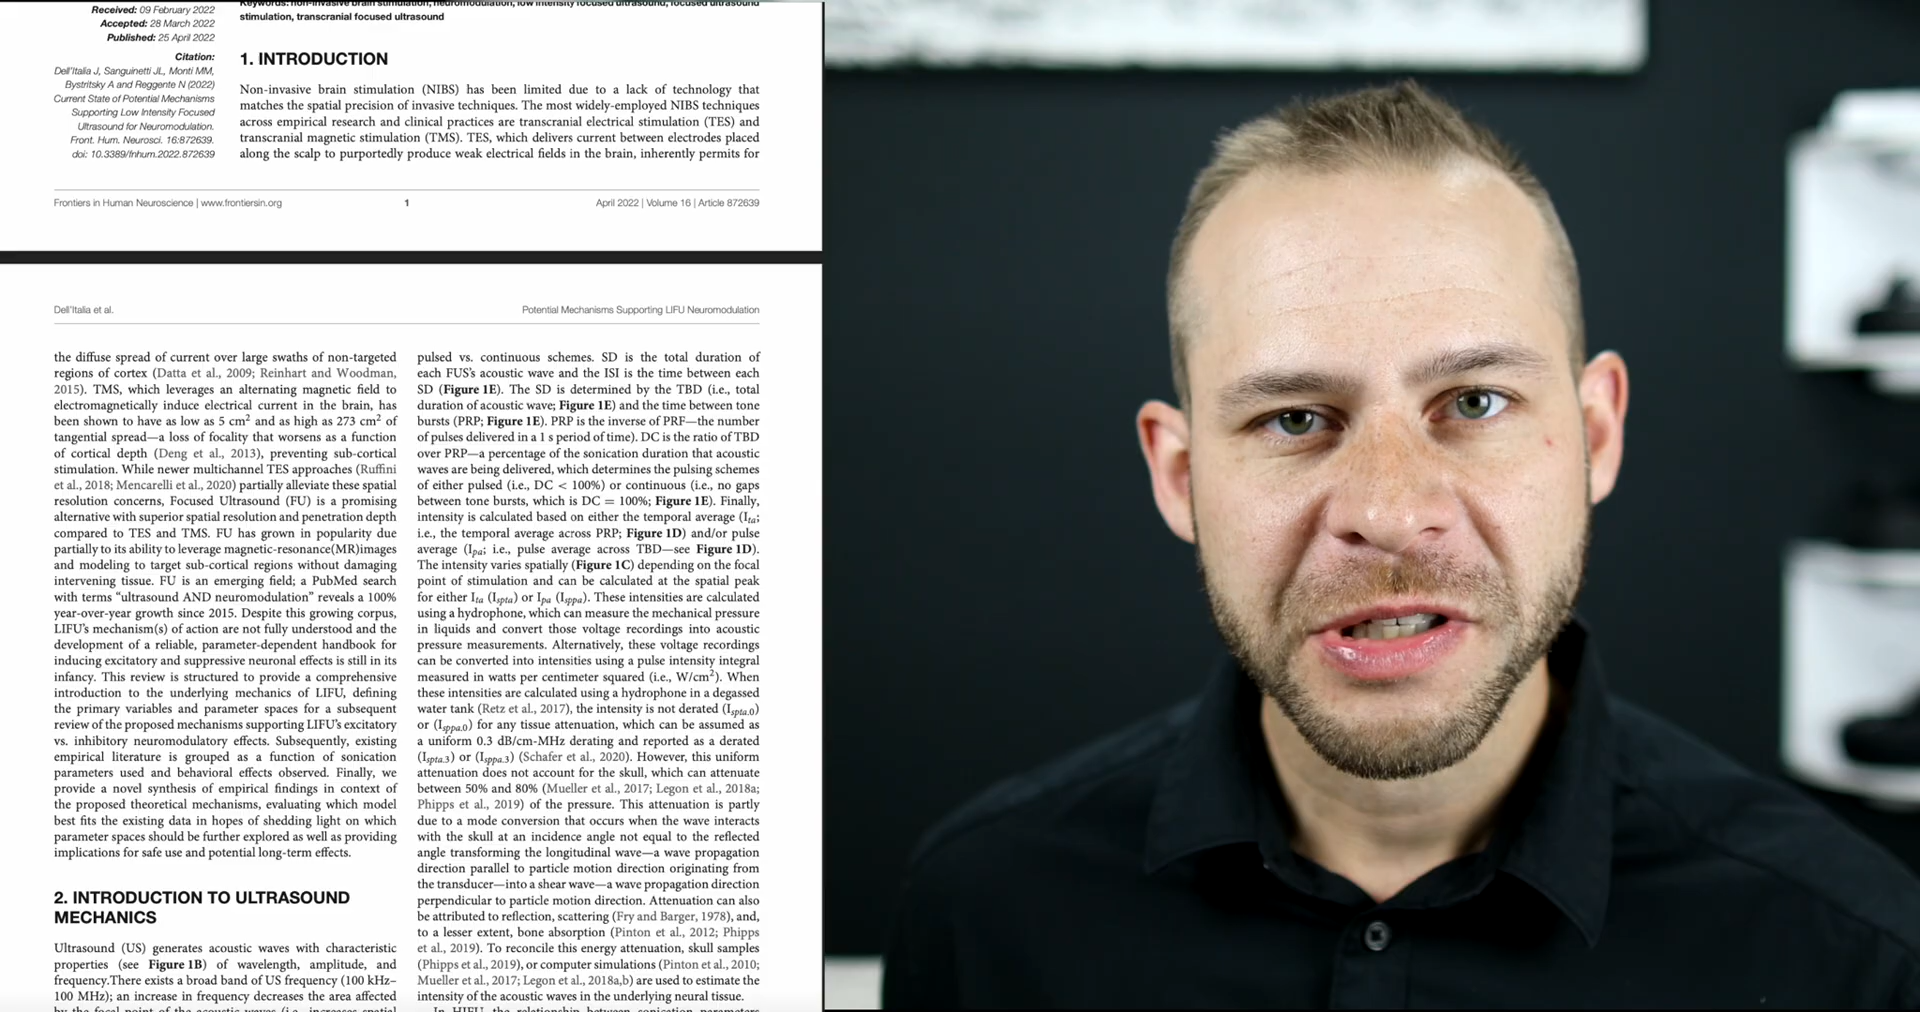 Received: 09 February 2022
Accepted: 28 March 2022
Published: 25 April 2022
Citation:
Dell'Italia J, Sanguinetti JL, Monti MM,
Bystritsky A and Reggente N (2022)
Current State of Potential Mechanisms
Supporting Low Intensity Focused
Ultrasound for Neuromodulation.
Front. Hum. Neurosci. 16:872639.
doi: 10.3389/fnhum.2022.872639
Keywords: non-invasive brain stimulation, neuromodulation, low intensity focused ultrasound, focused ultrasound
stimulation, transcranial focused ultrasound
1. INTRODUCTION
Non-invasive brain stimulation (NIBS) has been limited due to a lack of technology that
matches the spatial precision of invasive techniques. The most widely-employed NIBS techniques
across empirical research and clinical practices are transcranial electrical stimulation (TES) and
transcranial magnetic stimulation (TMS). TES, which delivers current between electrodes placed
along the scalp to purportedly produce weak electrical fields in the brain, inherently permits for
Frontiers in Human Neuroscience | www.frontiersin.org
1
April 2022 | Volume 16 | Article 872639
Dell'Italia et al.
Potential Mechanisms Supporting LIFU Neuromodulation
the diffuse spread of current over large swaths of non-targeted
regions of cortex (Datta et al., 2009; Reinhart and Woodman,
2015). TMS, which leverages an alternating magnetic field to
electromagnetically induce electrical current in the brain, has
been shown to have as low as 5 cm² and as high as 273 cm² of
tangential spread—a loss of focality that worsens as a function
of cortical depth (Deng et al., 2013), preventing sub-cortical
stimulation. While newer multichannel TES approaches (Ruffini
et al., 2018; Mencarelli et al., 2020) partially alleviate these spatial
resolution concerns, Focused Ultrasound (FU) is a promising
alternative with superior spatial resolution and penetration depth
compared to TES and TMS. FU has grown in popularity due
partially to its ability to leverage magnetic-resonance(MR)images
and modeling to target sub-cortical regions without damaging
intervening tissue. FU is an emerging field; a PubMed search
with terms "ultrasound AND neuromodulation" reveals a 100%
year-over-year growth since 2015. Despite this growing corpus,
LIFU's mechanism(s) of action are not fully understood and the
development of a reliable, parameter-dependent handbook for
inducing excitatory and suppressive neuronal effects is still in its
infancy. This review is structured to provide a comprehensive
introduction to the underlying mechanics of LIFU, defining
the primary variables and parameter spaces for a subsequent
review of the proposed mechanisms supporting LIFU's excitatory
vs. inhibitory neuromodulatory effects. Subsequently, existing
empirical literature is grouped as a function of sonication
parameters used and behavioral effects observed. Finally, we
provide a novel synthesis of empirical findings in context of
the proposed theoretical mechanisms, evaluating which model
best fits the existing data in hopes of shedding light on which
parameter spaces should be further explored as well as providing
implications for safe use and potential long-term effects.
2. INTRODUCTION TO ULTRASOUND
MECHANICS
Ultrasound (US) generates acoustic waves with characteristic
properties (see Figure 1B) of wavelength, amplitude, and
frequency.There exists a broad band of US frequency (100 kHz–
100 MHz); an increase in frequency decreases the area affected
by the focal point of the acoustic waves (i.e., increases spatial
pulsed vs. continuous schemes. SD is the total duration of
each FUS's acoustic wave and the ISI is the time between each
SD (Figure 1E). The SD is determined by the TBD (i.e., total
duration of acoustic wave; Figure 1E) and the time between tone
bursts (PRP; Figure 1E). PRP is the inverse of PRF—the number
of pulses delivered in a 1 s period of time). DC is the ratio of TBD
over PRP—a percentage of the sonication duration that acoustic
waves are being delivered, which determines the pulsing schemes
of either pulsed (i.e., DC < 100%) or continuous (i.e., no gaps
between tone bursts, which is DC = 100%; Figure 1E). Finally,
intensity is calculated based on either the temporal average (Ita;
i.e., the temporal average across PRP; Figure 1D) and/or pulse
average (Ipa; i.e., pulse average across TBD—see Figure 1D).
The intensity varies spatially (Figure 1C) depending on the focal
point of stimulation and can be calculated at the spatial peak
for either Ita (Ispta) or Ipa (Isppa). These intensities are calculated
using a hydrophone, which can measure the mechanical pressure
in liquids and convert those voltage recordings into acoustic
pressure measurements. Alternatively, these voltage recordings
can be converted into intensities using a pulse intensity integral
measured in watts per centimeter squared (i.e., W/cm²). When
these intensities are calculated using a hydrophone in a degassed
water tank (Retz et al., 2017), the intensity is not derated (Ispta.0)
or (Isppa.0) for any tissue attenuation, which can be assumed as
a uniform 0.3 dB/cm-MHz derating and reported as a derated
(Ispta.3) or (Isppa.3) (Schafer et al., 2020). However, this uniform
attenuation does not account for the skull, which can attenuate
between 50% and 80% (Mueller et al., 2017; Legon et al., 2018a;
Phipps et al., 2019) of the pressure. This attenuation is partly
due to a mode conversion that occurs when the wave interacts
with the skull at an incidence angle not equal to the reflected
angle transforming the longitudinal wave—a wave propagation
direction parallel to particle motion direction originating from
the transducer—into a shear wave—a wave propagation direction
perpendicular to particle motion direction. Attenuation can also
be attributed to reflection, scattering (Fry and Barger, 1978), and,
to a lesser extent, bone absorption (Pinton et al., 2012; Phipps
et al., 2019). To reconcile this energy attenuation, skull samples
(Phipps et al., 2019), or computer simulations (Pinton et al., 2010;
Mueller et al., 2017; Legon et al., 2018a,b) are used to estimate the
intensity of the acoustic waves in the underlying neural tissue.
In HIFU, the relationship between sonication parameters